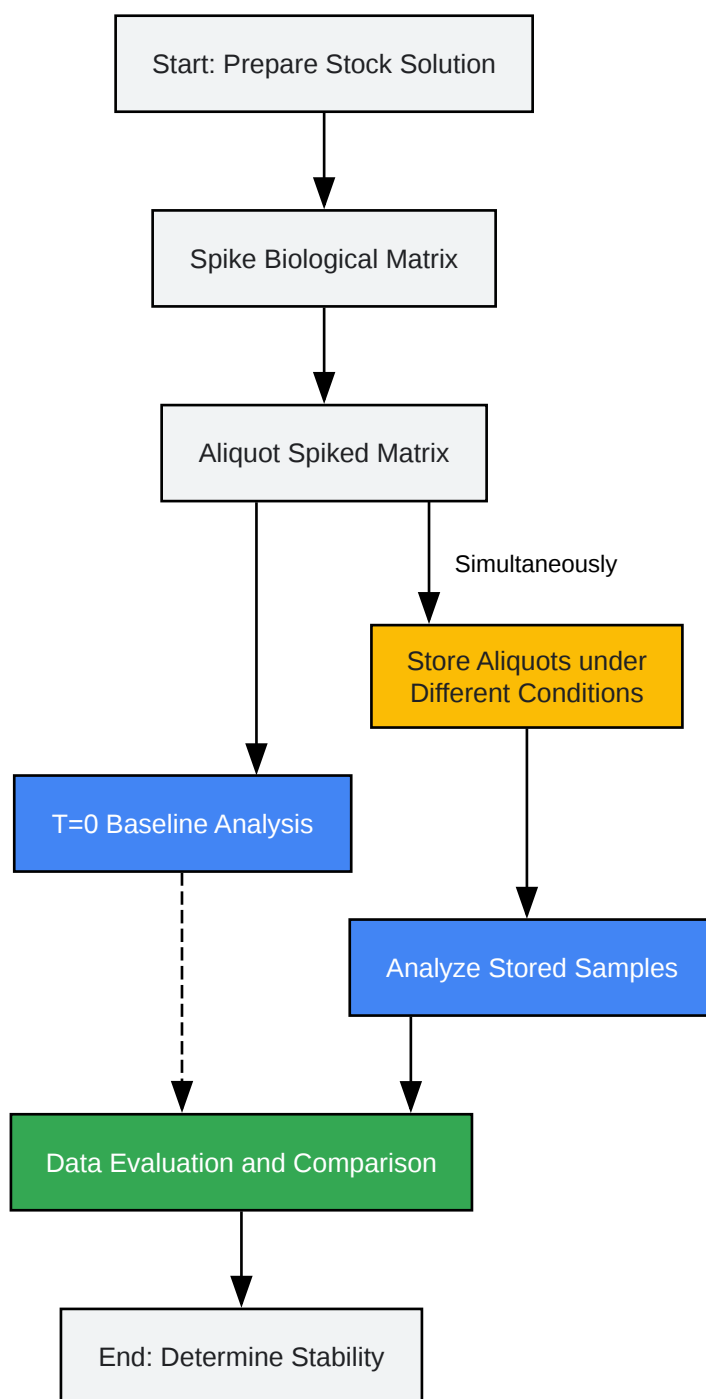 Start: Prepare Stock Solution
Spike Biological Matrix
Aliquot Spiked Matrix
Simultaneously
Store Aliquots under
Different Conditions
T=0 Baseline Analysis
Analyze Stored Samples
Data Evaluation and Comparison
End: Determine Stability